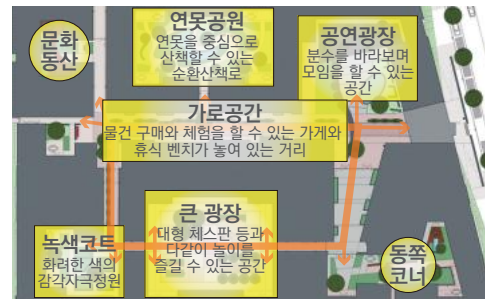 문화
동산
연못공원
연못을 중심으로
산책할 수 있는
순환산책로
공연광장
분수를 바라보며
모임을 할 수 있는
공간
가로공간
물건 구매와 체험을 할 수 있는 가게와
휴식 벤치가 놓여 있는 거리
녹색코트
화려한 색의
감각자극정원
큰 광장
대형 체스판 등과
다같이 놀이를
즐길 수 있는 공간
동쪽
코너